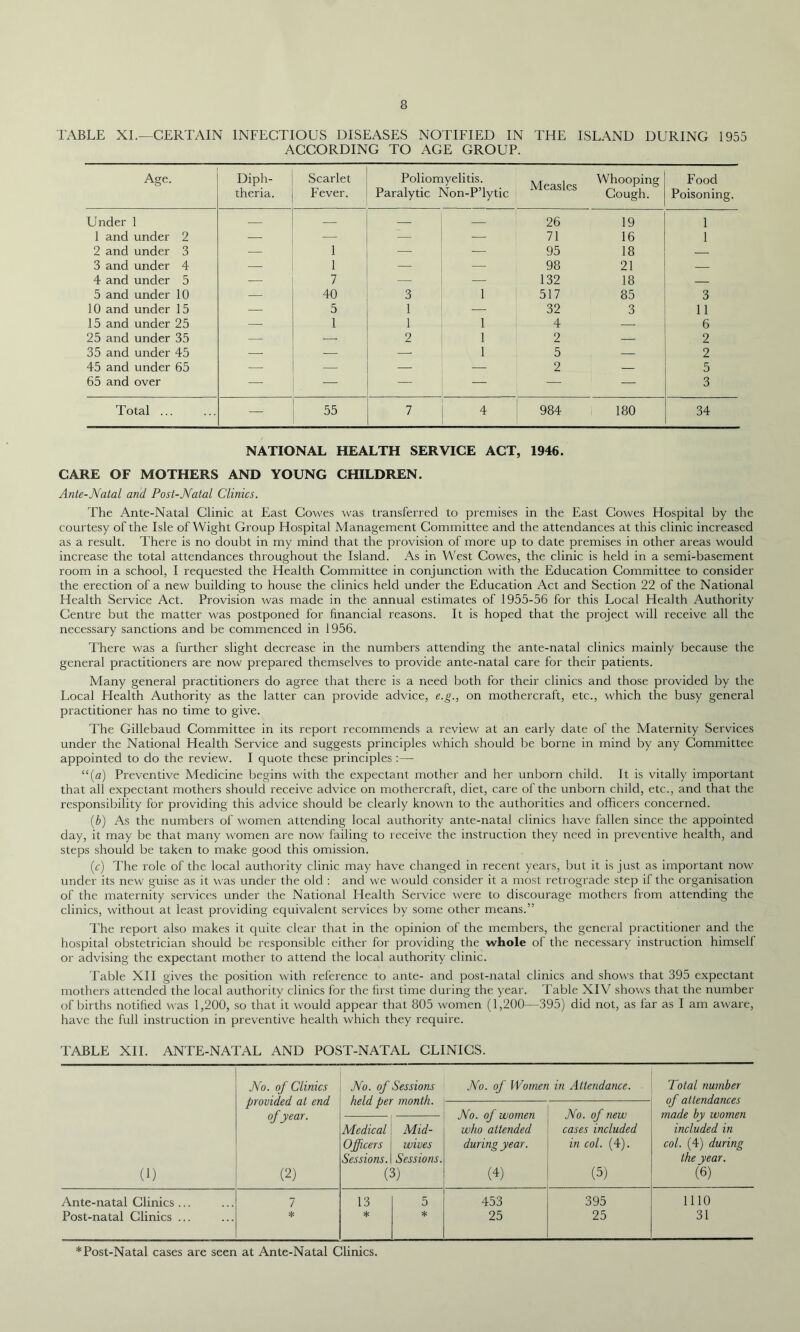 8
TABLE XI.—CERTAIN INFECTIOUS DISEASES NOTIFIED IN THE ISLAND DURING 1955
ACCORDING TO AGE GROUP.
Age. Diph- Scarlet Poliomyelitis. Measles Whooping Food
theria. Fever. Paralytic Non-P'lytic Cough. Poisoning.
Under 1 — — — — 26 19 1
1 and under 2 — — — — 71 16 1
2 and under 3 — 1 — — 95 18 —
3 and under 4 — 1 — — 98 21 —
4 and under 5 — 7 — — 132 18 —
5 and under 10 — 40 3 1 517 85 3
10 and under 15 — 5 1 — 32 3 11
15 and under 25 — 1 1 1 4 — 6
25 and under 35 — — 2 1 2 — 2
35 and under 45 — — — 1 5 — 2
45 and under 65 — — — — 2 — 5
65 and over — — — — — — 3
Total ... ... — 55 7 4 984 180 34
NATIONAL HEALTH SERVICE ACT, 1946.
CARE OF MOTHERS AND YOUNG CHILDREN.
Ante-Natal and Post-Natal Clinics.
The Ante-Natal Clinic at East Cowes was transferred to premises in the East Cowes Hospital by the
courtesy of the Isle of Wight Group Hospital Management Committee and the attendances at this clinic increased
as a result. There is no doubt in my mind that the provision of more up to date premises in other areas would
increase the total attendances throughout the Island. As in West Cowes, the clinic is held in a semi-basement
room in a school, I requested the Health Committee in conjunction with the Education Committee to consider
the erection of a new building to house the clinics held under the Education Act and Section 22 of the National
Health Service Act. Provision was made in the annual estimates of 1955-56 for this Local Health Authority
Centre but the matter was postponed for financial reasons. It is hoped that the project will receive all the
necessary sanctions and be commenced in 1956.
There was a further slight decrease in the numbers attending the ante-natal clinics mainly because the
general practitioners are now prepared themselves to provide ante-natal care for their patients.
Many general practitioners do agree that there is a need both for their clinics and those provided by the
Local Health Authority as the latter can provide advice, e.g., on mothercraft, etc., which the busy general
practitioner has no time to give.
The Gillebaud Committee in its report recommends a review at an early date of the Maternity Services
under the National Health Service and suggests principles which should be borne in mind by any Committee
appointed to do the review. I quote these principles :—
“(a) Preventive Medicine begins with the expectant mother and her unborn child. It is vitally important
that all expectant mothers should receive advice on mothercraft, diet, care of the unborn child, etc., and that the
responsibility for providing this advice should be clearly known to the authorities and officers concerned.
(b) As the numbers of women attending local authority ante-natal clinics have fallen since the appointed
day, it may be that many women are now failing to receive the instruction they need in preventive health, and
steps should be taken to make good this omission.
(c) The role of the local authority clinic may have changed in recent years, but it is just as important now
under its new guise as it was under the old : and we would consider it a most retrograde step if the organisation
of the maternity services under the National Health Service were to discourage mothers from attending the
clinics, without at least providing equivalent services by some other means.”
The report also makes it quite clear that in the opinion of the members, the general practitioner and the
hospital obstetrician should be responsible either for providing the whole of the necessary instruction himself
or advising the expectant mother to attend the local authority clinic.
Table XII gives the position with reference to ante- and post-natal clinics and shows that 395 expectant
mothers attended the local authority clinics for the first time during the year. Table XIV shows that the number
of births notified was 1,200, so that it would appear that 805 women (1,200—395) did not, as far as I am aware,
have the full instruction in preventive health which they require.
TABLE XII. ANTE-NATAL AND POST-NATAL CLINICS.
No. of Clinics No. of Sessions No. of Women in Attendance. Total number
provided at end held per month. of attendances
of year. No. of women No. of new made by women
Medical Mid- who attended cases included included in
Officers wives during year. in col. (4). col. (4) during
Sessions. Sessions. the year.
(1) (2) (3) (4) (5) (6)
Ante-natal Clinics ... ... 7 13 5 453 395 1110
Post-natal Clinics ... ... * * * 25 25 31
*Post-Natal cases are seen at Ante-Natal Clinics.